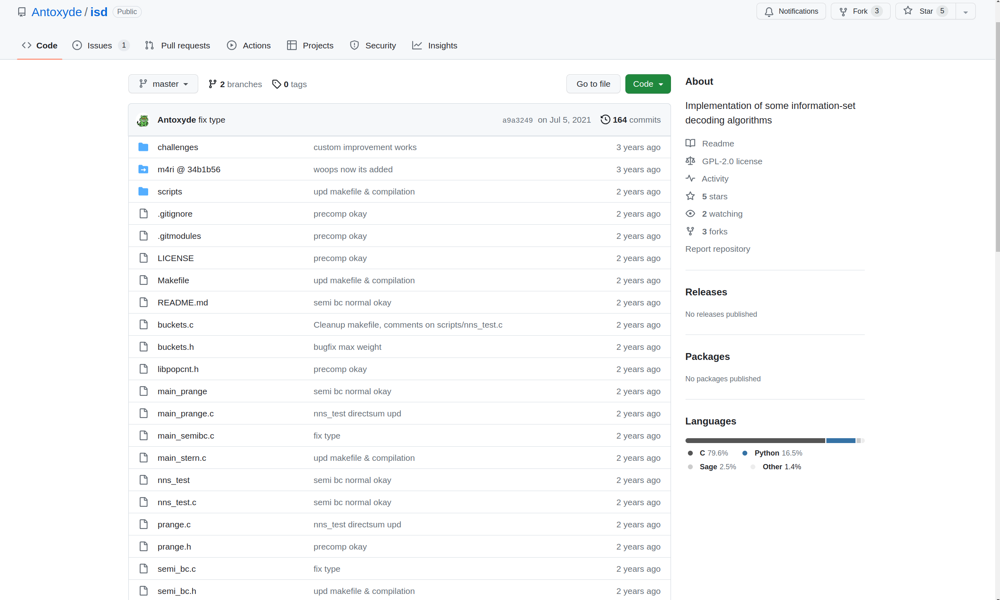 Antoxyde / isd Public Notifications Fork 3 Star 5
Code Issues 1 Pull requests Actions Projects Security Insights
master 2 branches 0 tags Go to file Code
Antoxyde fix type a9a3249 on Jul 5, 2021 164 commits
challenges custom improvement works 3 years ago
m4ri @ 34b1b56 woops now its added 3 years ago
scripts upd makefile & compilation 2 years ago
.gitignore precomp okay 2 years ago
.gitmodules precomp okay 2 years ago
LICENSE precomp okay 2 years ago
Makefile upd makefile & compilation 2 years ago
README.md semi bc normal okay 2 years ago
buckets.c Cleanup makefile, comments on scripts/nns_test.c 2 years ago
buckets.h bugfix max weight 2 years ago
libpopcnt.h precomp okay 2 years ago
main_prange semi bc normal okay 2 years ago
main_prange.c nns_test directsum upd 2 years ago
main_semibc.c fix type 2 years ago
main_stern.c upd makefile & compilation 2 years ago
nns_test semi bc normal okay 2 years ago
nns_test.c semi bc normal okay 2 years ago
prange.c nns_test directsum upd 2 years ago
prange.h precomp okay 2 years ago
semi_bc.c fix type 2 years ago
semi_bc.h upd makefile & compilation 2 years ago
About
Implementation of some information-set
decoding algorithms
Readme
GPL-2.0 license
Activity
5 stars
2 watching
3 forks
Report repository
Releases
No releases published
Packages
No packages published
Languages
C 79.6% Python 16.5%
Sage 2.5% Other 1.4%